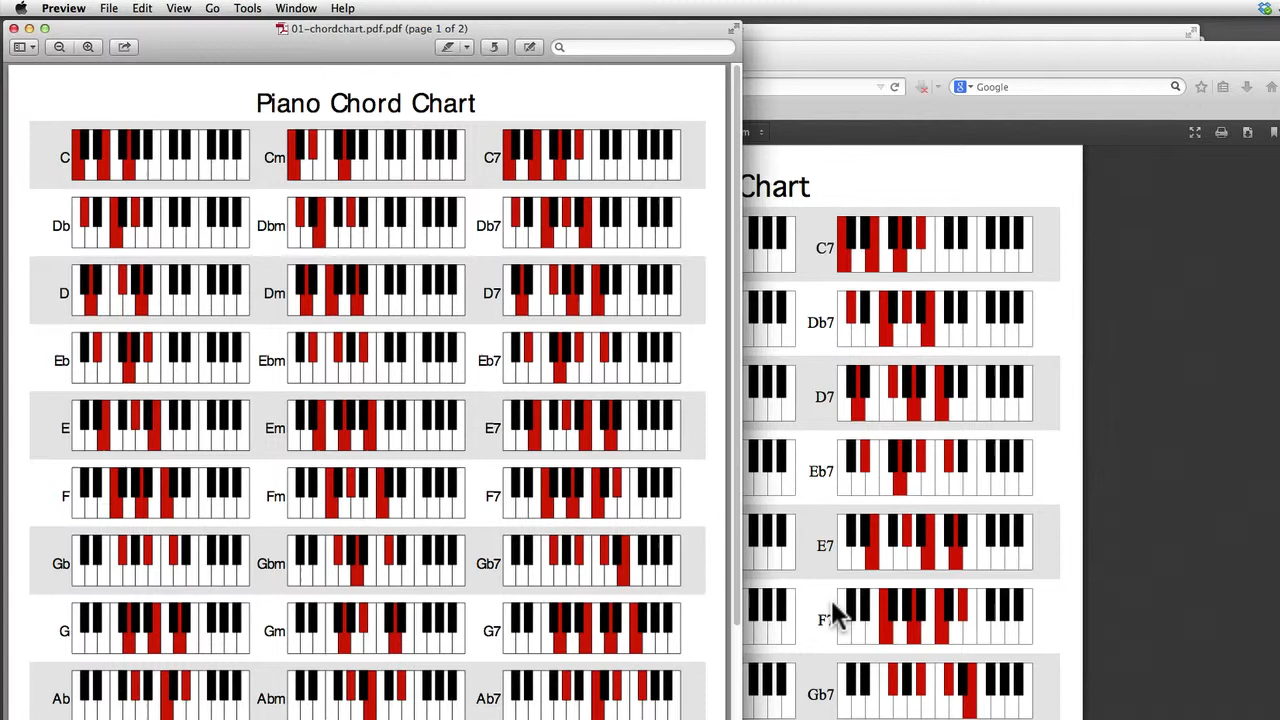 Preview File Edit View Go Tools Window Help
01-chordchart.pdf.pdf (page 1 of 2)
Google
Piano Chord Chart
C Cm C7
Db Dbm Db7
D Dm D7
Eb Ebm Eb7
E Em E7
F Fm F7
Gb Gbm Gb7
G Gm G7
Ab Abm Ab7
m
Chart
C7
Db7
D7
Eb7
E7
F7
Gb7